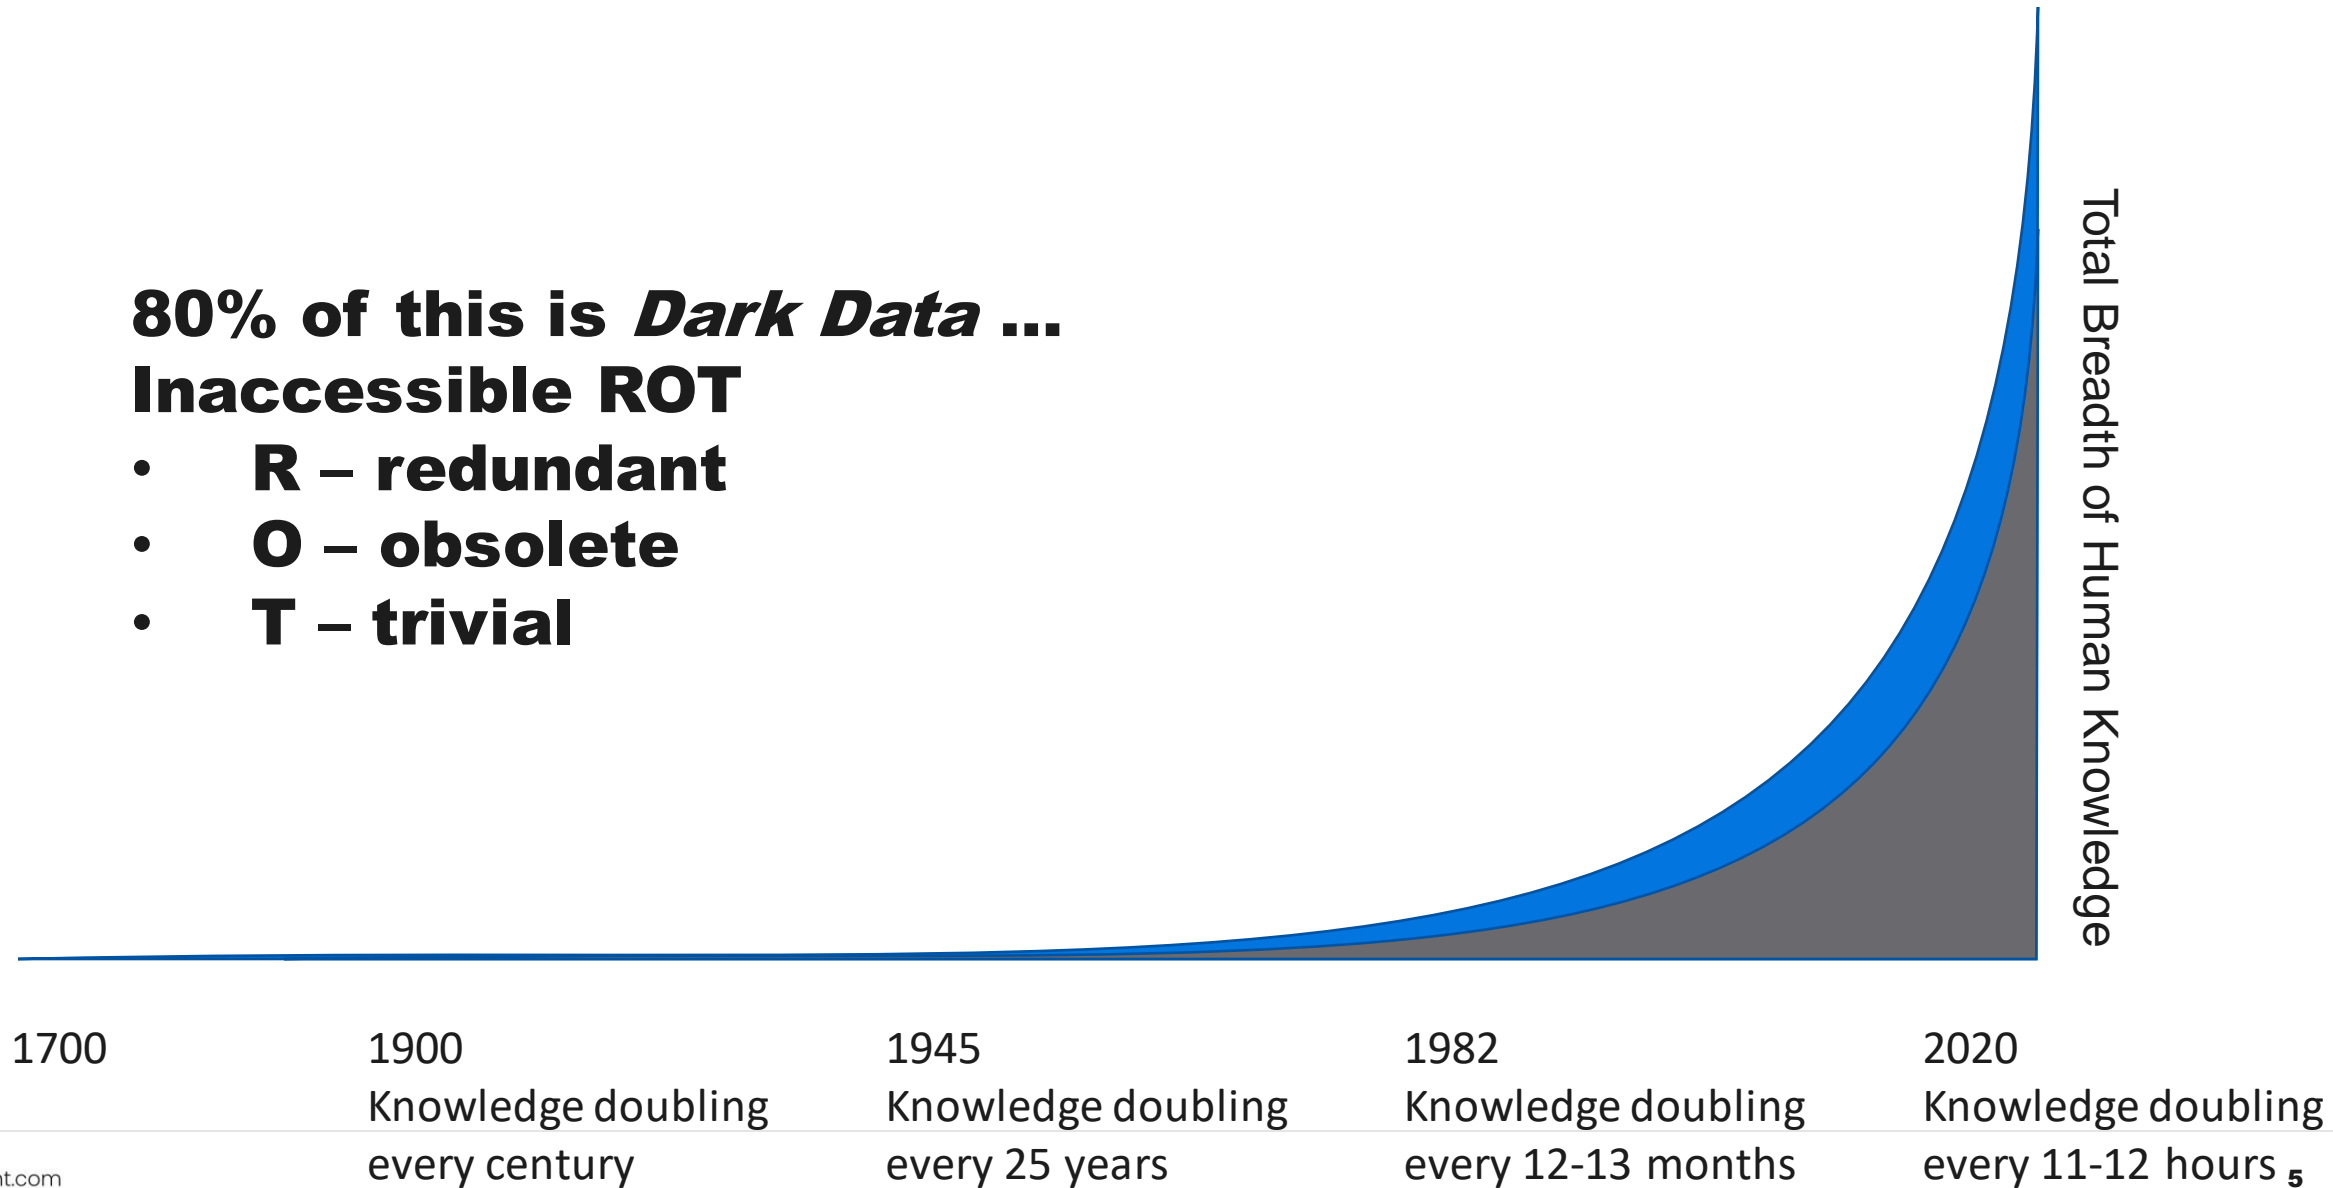 80% of this is Dark Data ...
Inaccessible ROT
• R – redundant
• O – obsolete
• T – trivial
Total Breadth of Human Knowledge
1700
1900
Knowledge doubling
every century
1945
Knowledge doubling
every 25 years
1982
Knowledge doubling
every 12-13 months
2020
Knowledge doubling
every 11-12 hours
nt.com
5